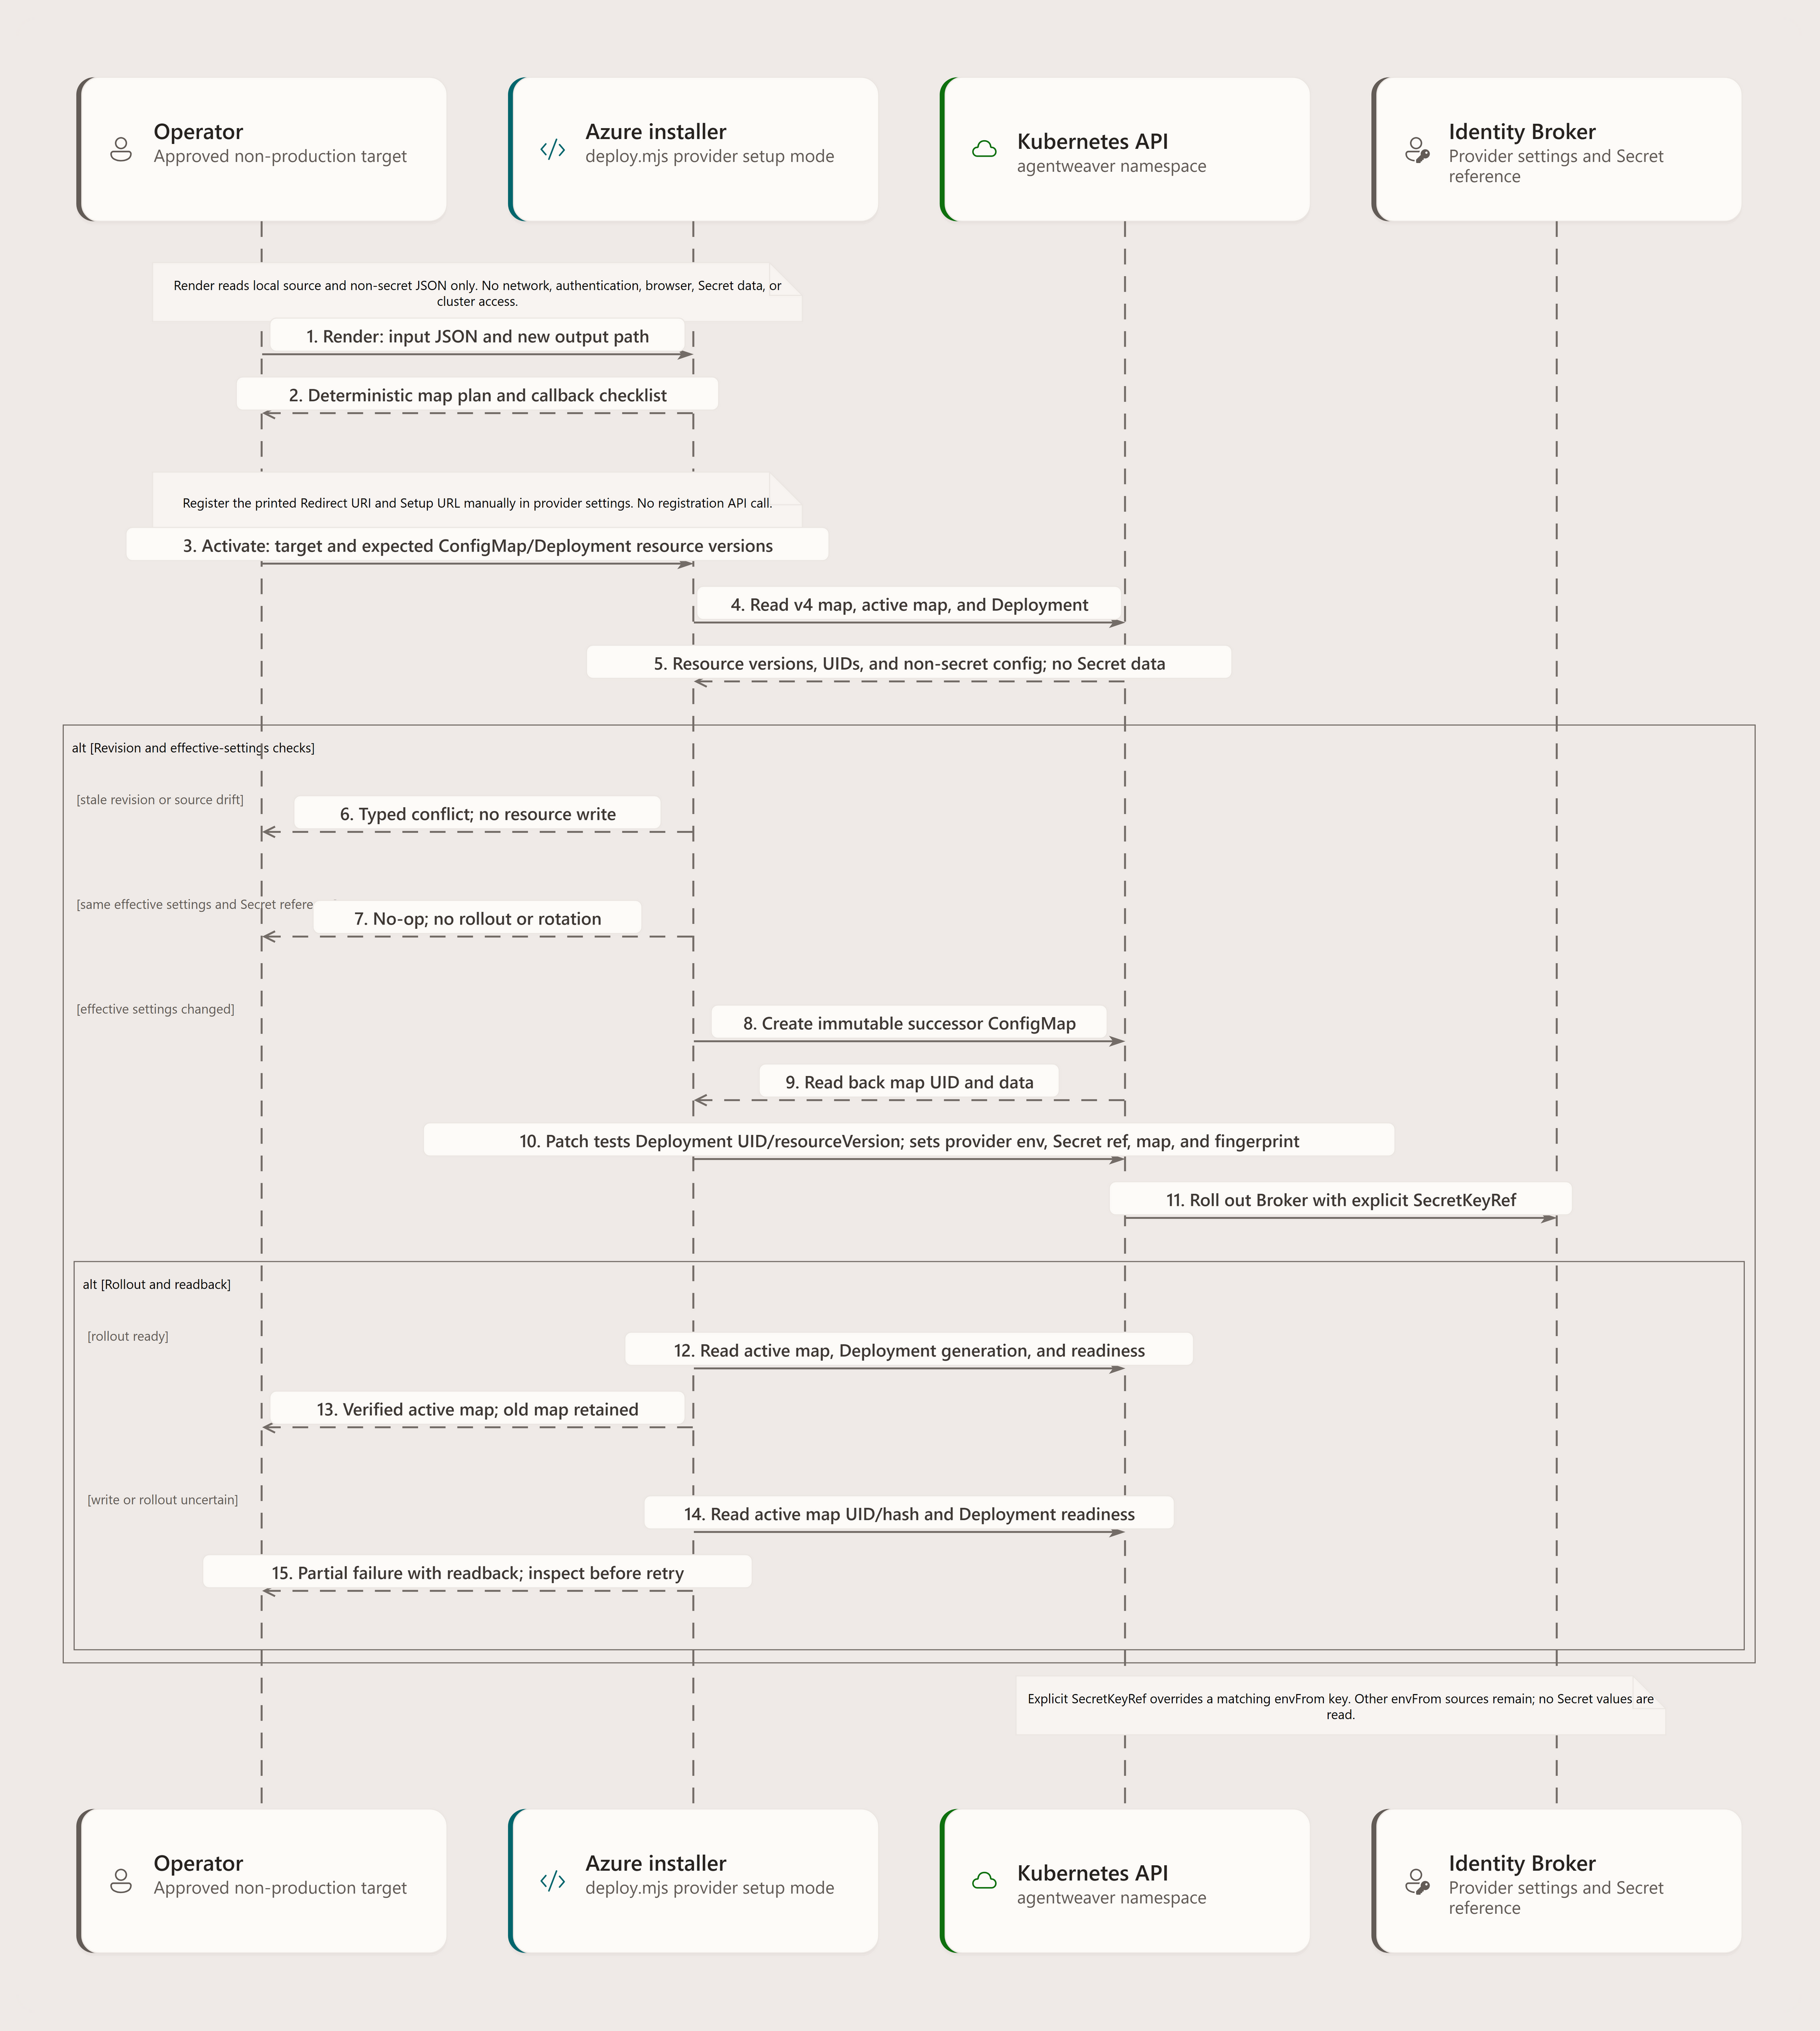 Operator
Approved non-production target
Azure installer
deploy.mjs provider setup mode
Kubernetes API
agentweaver namespace
Identity Broker
Provider settings and Secret
reference
Render reads local source and non-secret JSON only. No network, authentication, browser, Secret data, or
cluster access.
1. Render: input JSON and new output path
2. Deterministic map plan and callback checklist
Register the printed Redirect URI and Setup URL manually in provider settings. No registration API call.
3. Activate: target and expected ConfigMap/Deployment resource versions
4. Read v4 map, active map, and Deployment
5. Resource versions, UIDs, and non-secret config; no Secret data
alt [Revision and effective-settings checks]
[stale revision or source drift]
6. Typed conflict; no resource write
[same effective settings and Secret
7. No-op; no rollout or rotation
[effective settings changed]
8. Create immutable successor ConfigMap
9. Read back map UID and data
10. Patch tests Deployment UID/resourceVersion; sets provider env, Secret ref, map, and fingerprint
11. Roll out Broker with explicit SecretKeyRef
alt [Rollout and readback]
[rollout ready]
12. Read active map, Deployment generation, and readiness
13. Verified active map; old map retained
[write or rollout uncertain]
14. Read active map UID/hash and Deployment readiness
15. Partial failure with readback; inspect before retry
Explicit SecretKeyRef overrides a matching envFrom key. Other envFrom sources remain; no Secret values are
read.
Operator
Approved non-production target
Azure installer
deploy.mjs provider setup mode
Kubernetes API
agentweaver namespace
Identity Broker
Provider settings and Secret
reference